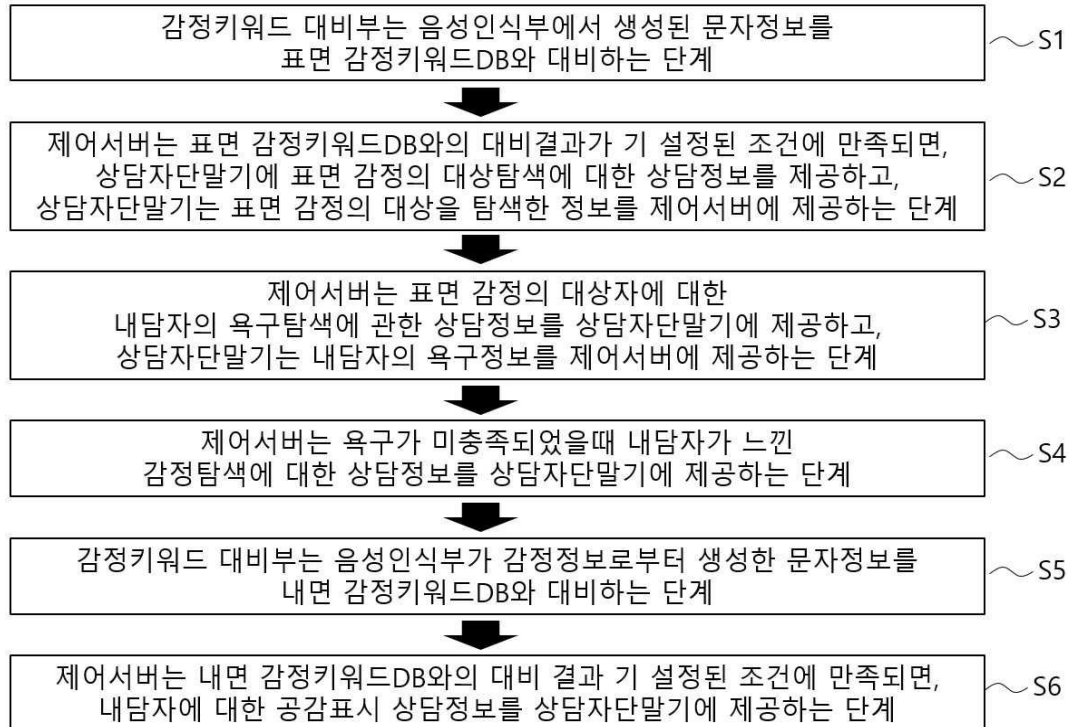 감정키워드 대비부는 음성인식부에서 생성된 문자정보를
표면 감정키워드DB와 대비하는 단계
S1
제어서버는 표면 감정키워드DB와의 대비결과가 기 설정된 조건에 만족되면,
상담자단말기에 표면 감정의 대상탐색에 대한 상담정보를 제공하고,
상담자단말기는 표면 감정의 대상을 탐색한 정보를 제어서버에 제공하는 단계
S2
제어서버는 표면 감정의 대상자에 대한
내담자의 욕구탐색에 관한 상담정보를 상담자단말기에 제공하고,
상담자단말기는 내담자의 욕구정보를 제어서버에 제공하는 단계
S3
제어서버는 욕구가 미충족되었을때 내담자가 느낀
감정탐색에 대한 상담정보를 상담자단말기에 제공하는 단계
S4
감정키워드 대비부는 음성인식부가 감정정보로부터 생성한 문자정보를
내면 감정키워드DB와 대비하는 단계
S5
제어서버는 내면 감정키워드DB와의 대비 결과 기 설정된 조건에 만족되면,
내담자에 대한 공감표시 상담정보를 상담자단말기에 제공하는 단계
S6